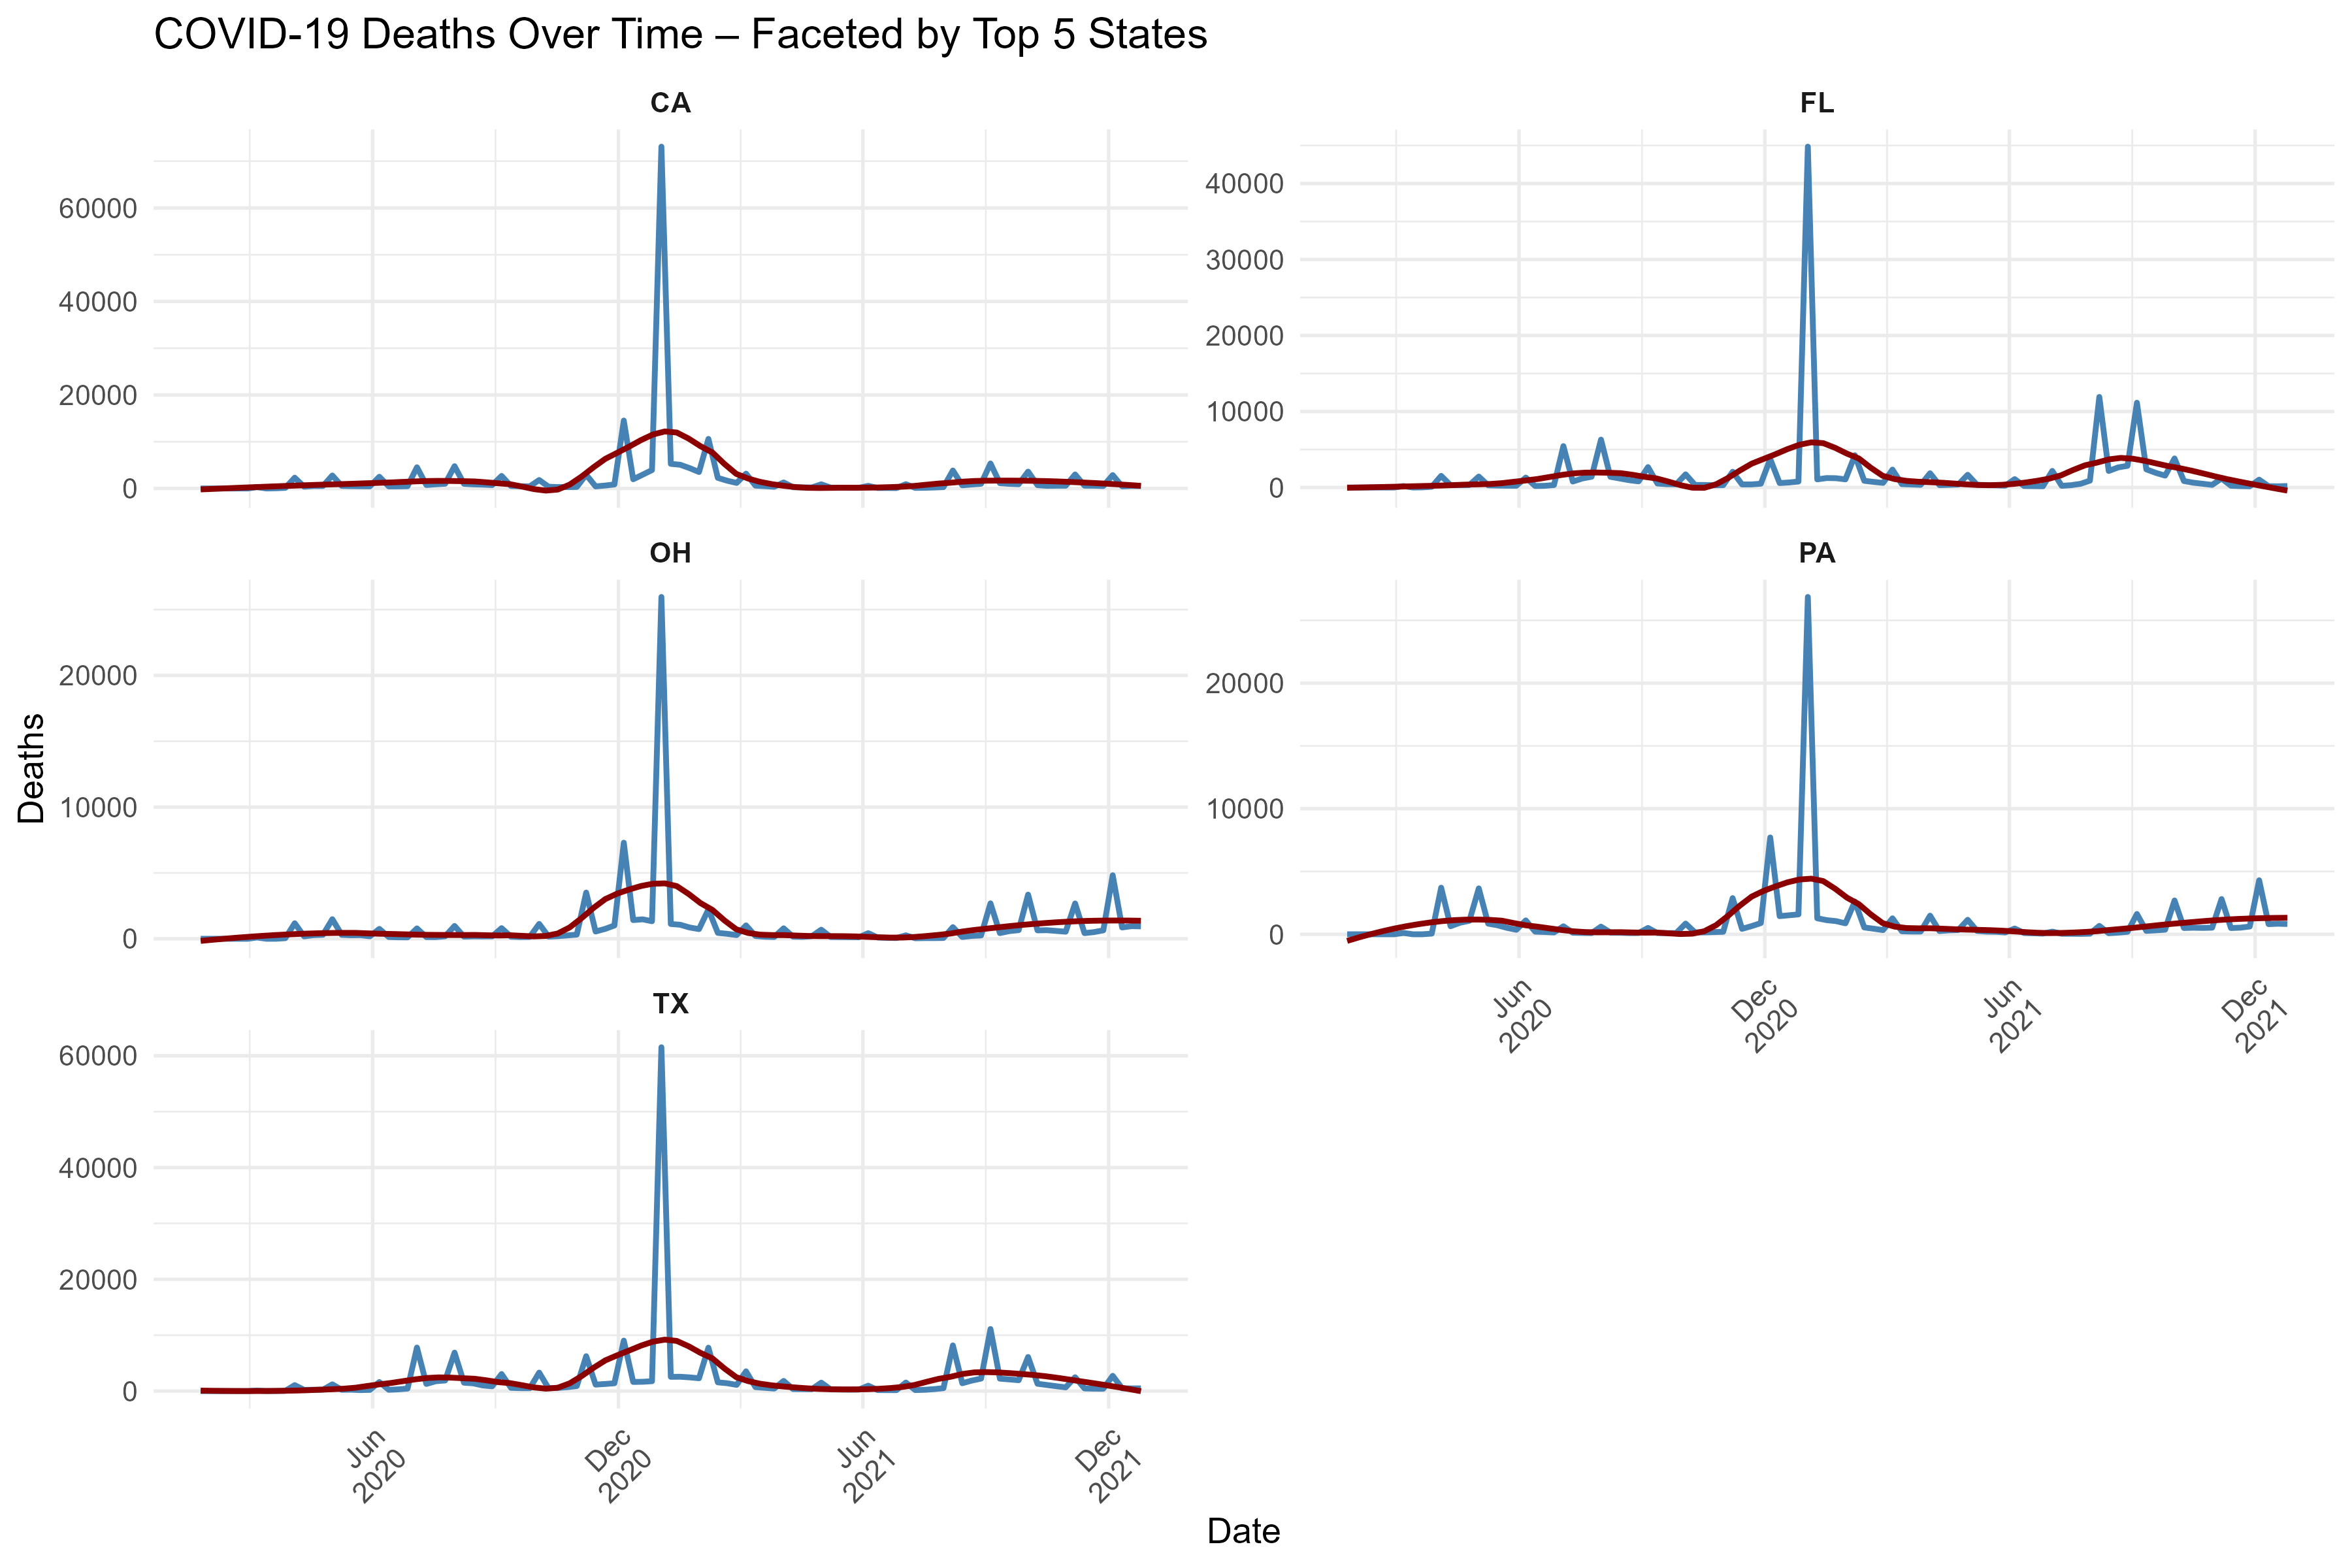 COVID-19 Deaths Over Time – Faceted by Top 5 States
CA
60000
40000
20000
0
FL
40000
30000
20000
10000
0
OH
20000
10000
0
PA
20000
10000
0
Jun
2020
Dec
2020
Jun
2021
Dec
2021
TX
60000
40000
20000
0
Jun
2020
Dec
2020
Jun
2021
Dec
2021
Deaths
Date